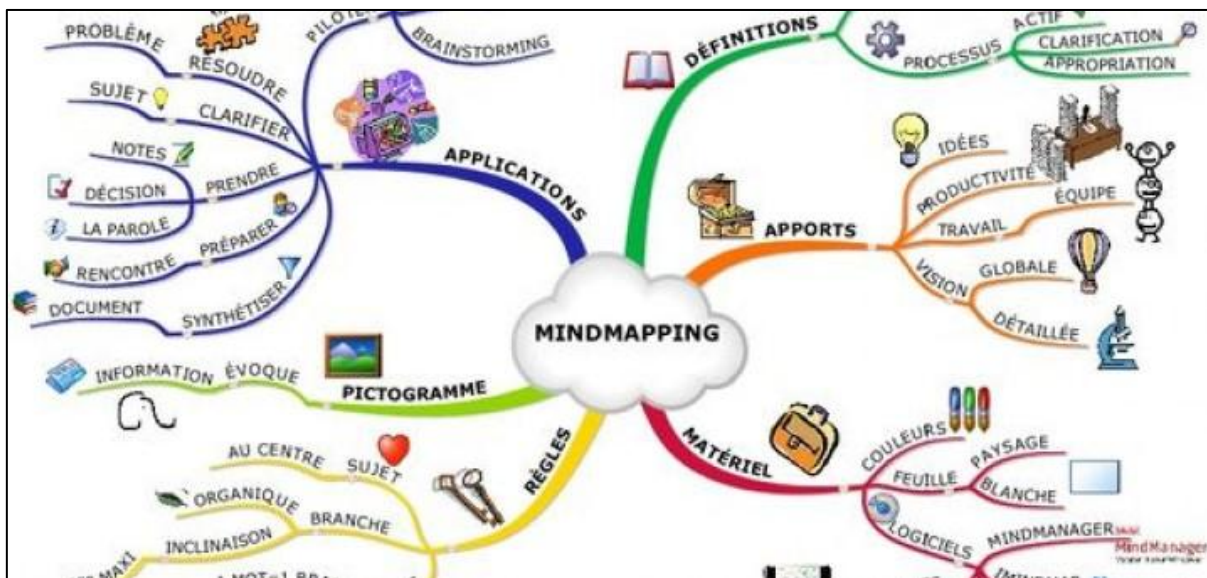 MINDMAPPING
DÉFINITIONS
PROCESSUS
ACTIF
CLARIFICATION
APPROPRIATION
APPORTS
IDÉES
PRODUCTIVITÉ
TRAVAIL
ÉQUIPE
VISION
GLOBALE
DÉTAILLÉE
MATÉRIEL
COULEURS
FEUILLE
PAYSAGE
BLANCHE
LOGICIELS
MINDMANAGER
MindManager
RÈGLES
SUJET
AU CENTRE
BRANCHE
ORGANIQUE
INCLINAISON
MAXI
PICTOGRAMME
ÉVOQUE
INFORMATION
APPLICATIONS
BRAINSTORMING
RÉSOUDRE
PROBLÈME
CLARIFIER
SUJET
PRENDRE
NOTES
DÉCISION
LA PAROLE
PRÉPARER
RENCONTRE
SYNTHÉTISER
DOCUMENT